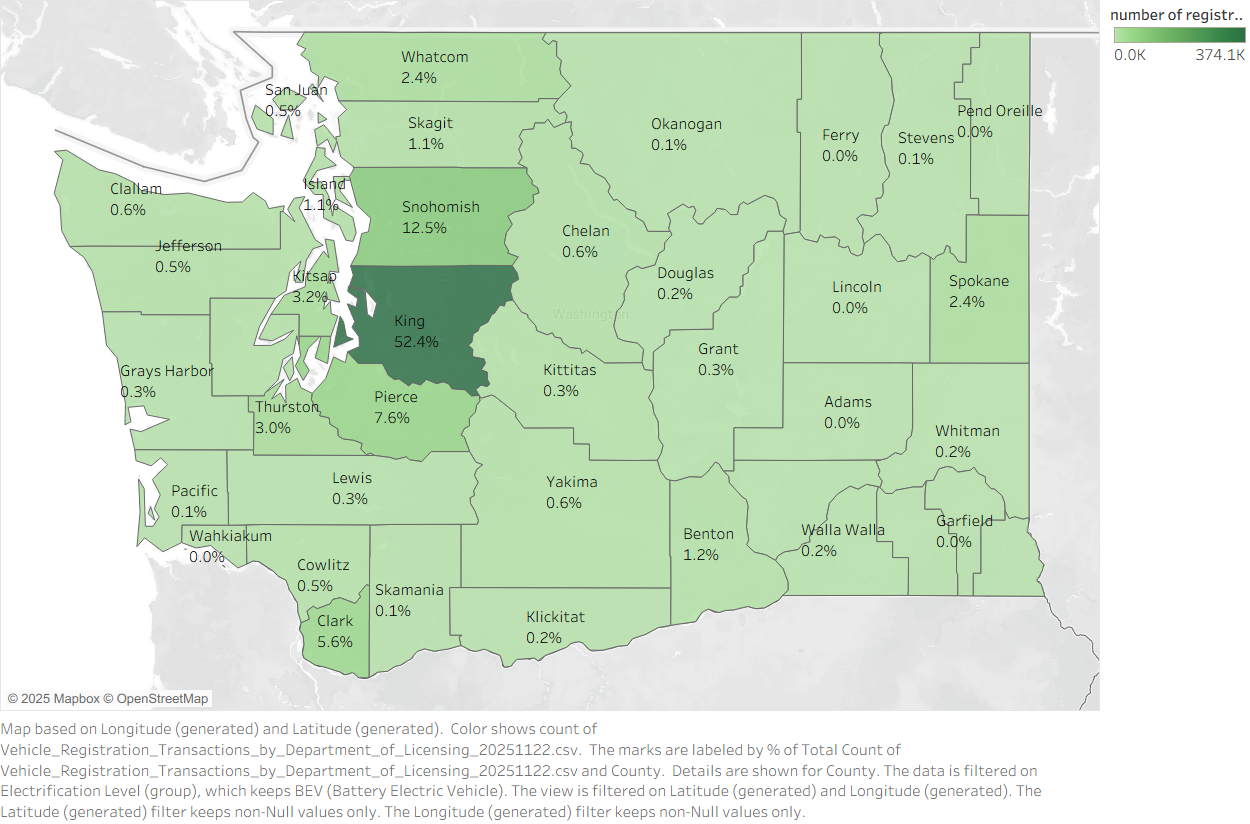 number of registr..
0.0K 374.1K
Whatcom
2.4%
San Juan
0.5%
Skagit
1.1%
Okanogan
0.1%
Ferry
0.0%
Stevens
0.1%
Pend Oreille
0.0%
Clallam
0.6%
Island
1.1%
Snohomish
12.5%
Chelan
0.6%
Jefferson
0.5%
Kitsap
3.2%
Douglas
0.2%
Lincoln
0.0%
Spokane
2.4%
Washington
King
52.4%
Grant
0.3%
Kittitas
0.3%
Grays Harbor
0.3%
Thurston
3.0%
Pierce
7.6%
Adams
0.0%
Whitman
0.2%
Lewis
0.3%
Yakima
0.6%
Pacific
0.1%
Wahkiakum
0.0%
Benton
1.2%
Walla Walla
0.2%
Garfield
0.0%
Cowlitz
0.5%
Skamania
0.1%
Clark
5.6%
Klickitat
0.2%
© 2025 Mapbox © OpenStreetMap
Map based on Longitude (generated) and Latitude (generated). Color shows count of
Vehicle_Registration_Transactions_by_Department_of_Licensing_20251122.csv. The marks are labeled by % of Total Count of
Vehicle_Registration_Transactions_by_Department_of_Licensing_20251122.csv and County. Details are shown for County. The data is filtered on
Electrification Level (group), which keeps BEV (Battery Electric Vehicle). The view is filtered on Latitude (generated) and Longitude (generated). The
Latitude (generated) filter keeps non-Null values only. The Longitude (generated) filter keeps non-Null values only.